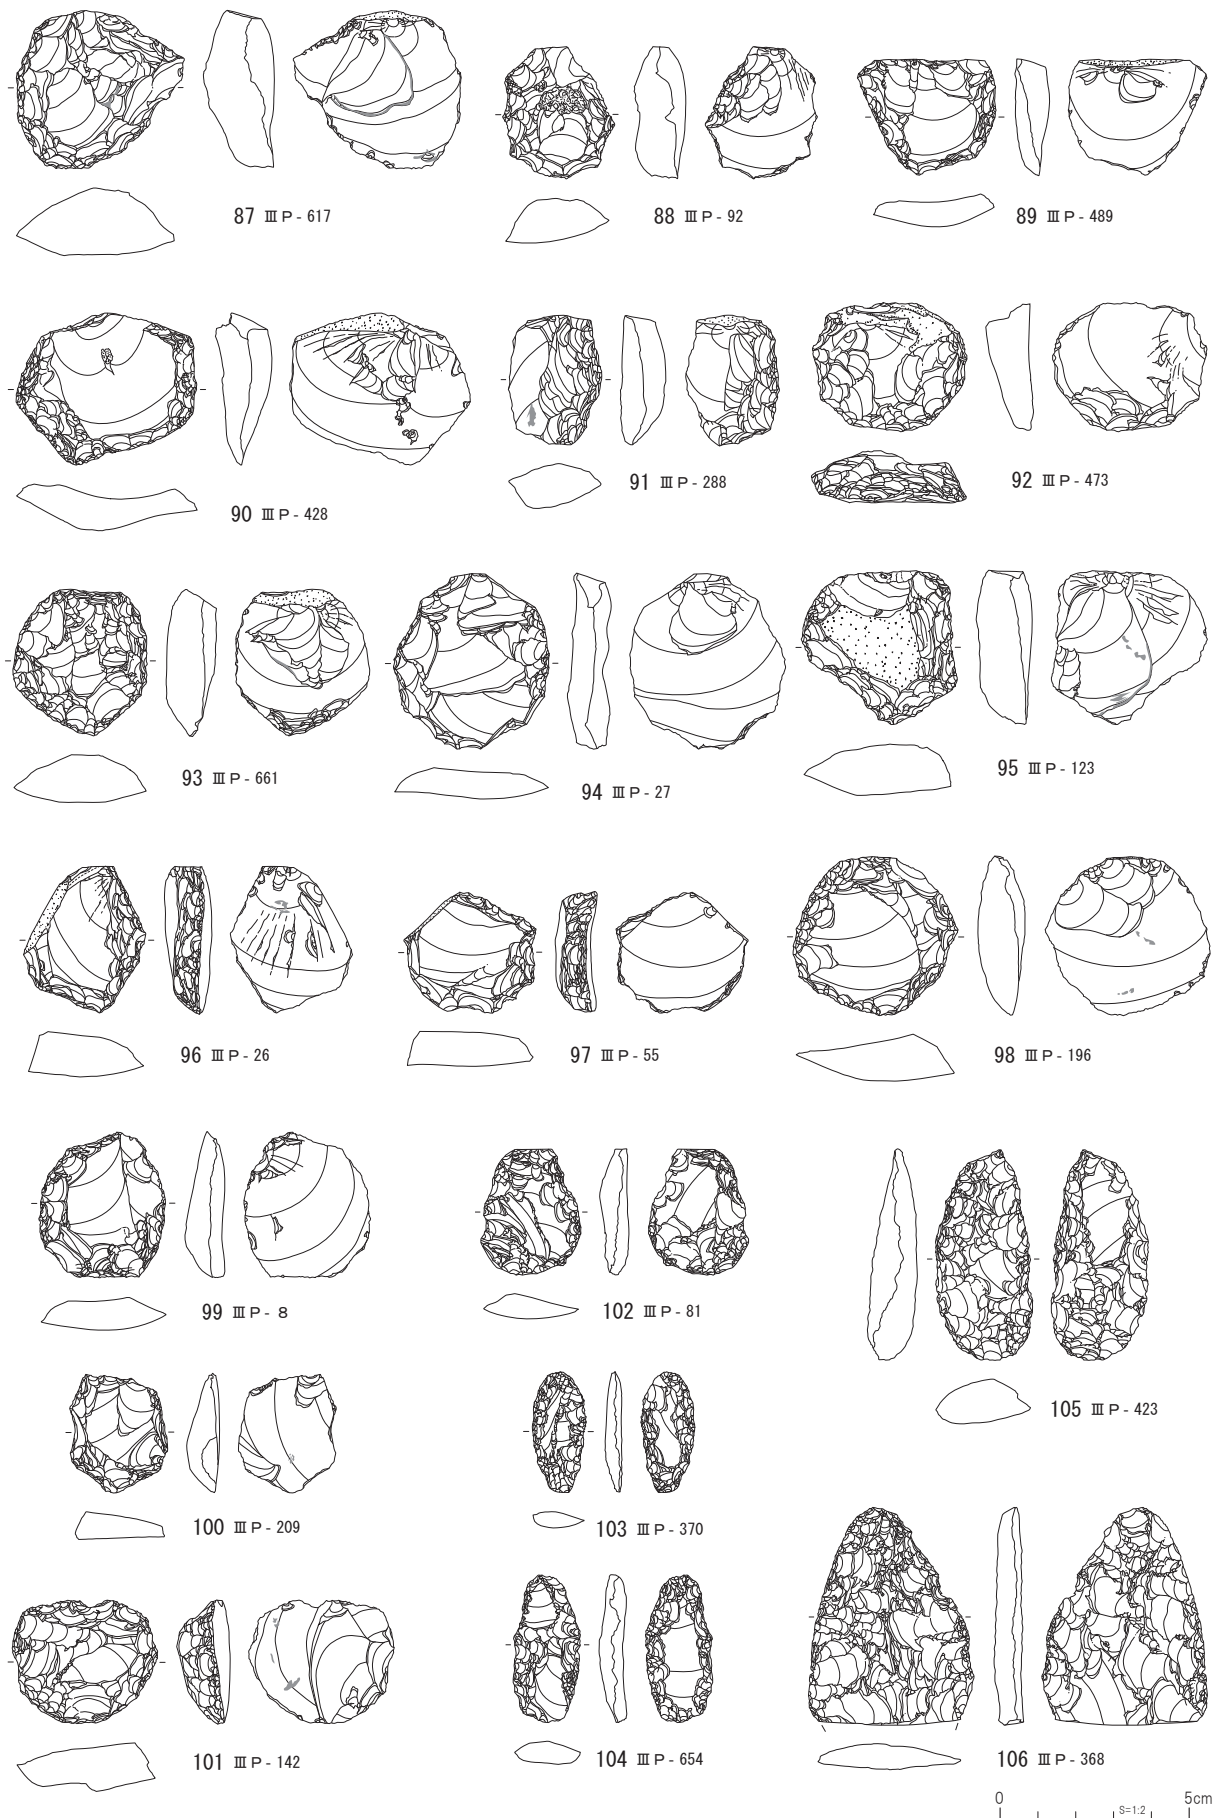 87 Ⅲ P - 617
88 Ⅲ P - 92
89 Ⅲ P - 489
90 Ⅲ P - 428
91 Ⅲ P - 288
92 Ⅲ P - 473
93 Ⅲ P - 661
94 Ⅲ P - 27
95 Ⅲ P - 123
96 Ⅲ P - 26
97 Ⅲ P - 55
98 Ⅲ P - 196
99 Ⅲ P - 8
102 Ⅲ P - 81
105 Ⅲ P - 423
100 Ⅲ P - 209
103 Ⅲ P - 370
101 Ⅲ P - 142
104 Ⅲ P - 654
106 Ⅲ P - 368
0 5cm
S=1:2